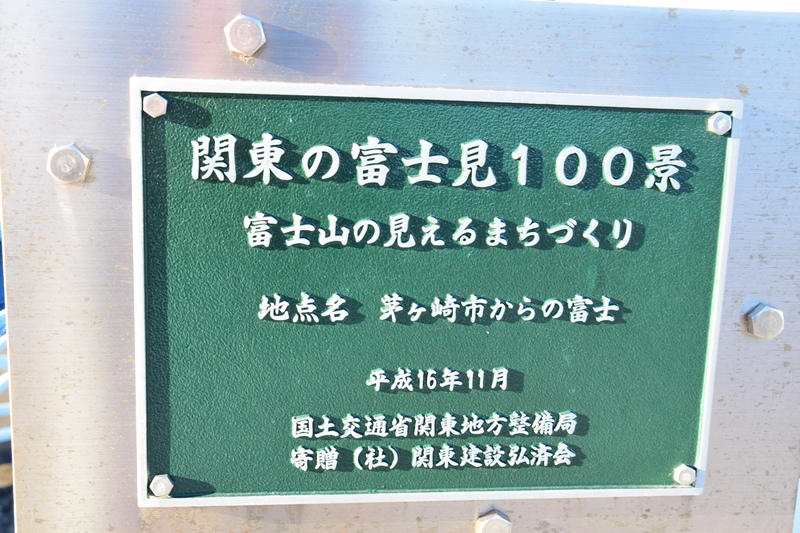 関東の富士見１００景
富士山の見えるまちづくり
地点名　茅ヶ崎市からの富士
平成16年11月
国土交通省関東地方整備局
寄贈（社）関東建設弘済会